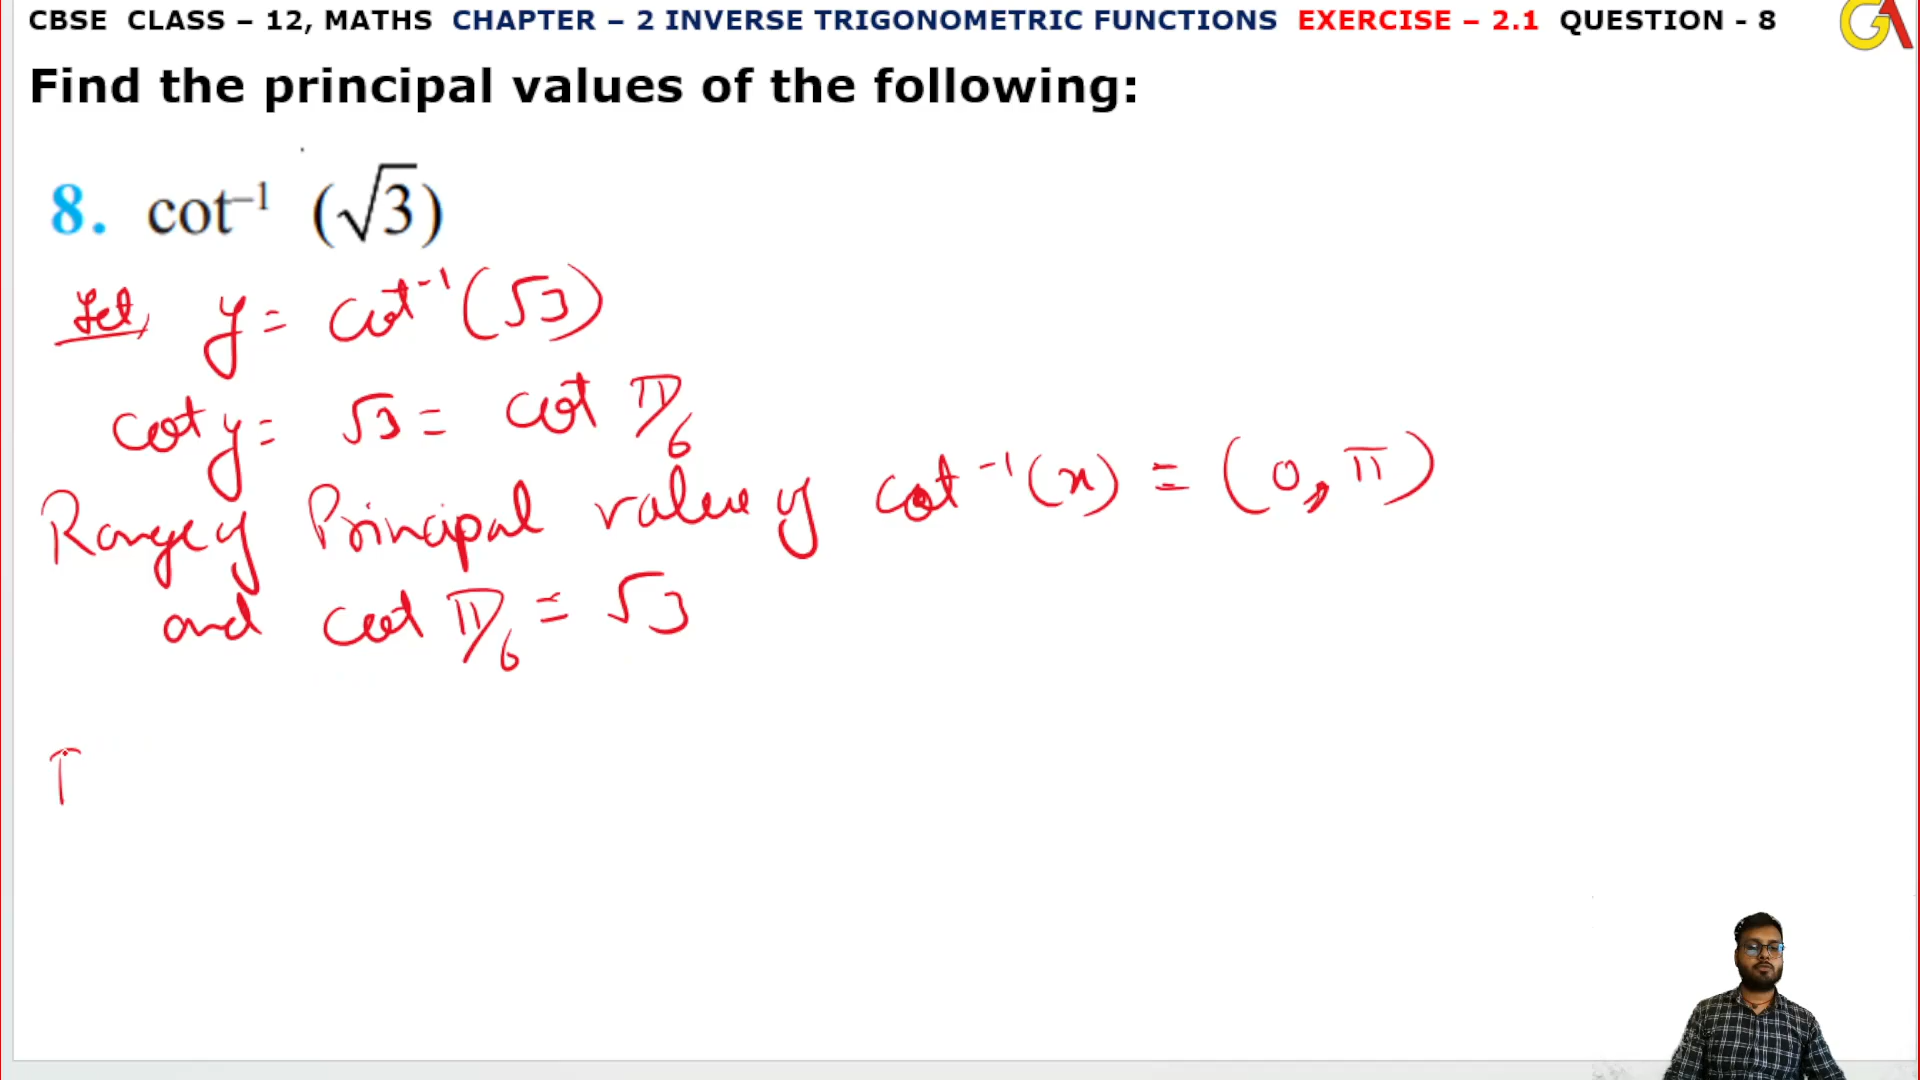 CBSE CLASS – 12, MATHS CHAPTER – 2 INVERSE TRIGONOMETRIC FUNCTIONS EXERCISE – 2.1 QUESTION - 8
GA
Find the principal values of the following:
8. cot⁻¹ (√3)
Let, y = cot⁻¹(√3)
cot y = √3 = cot π/6
Range of Principal value of cot⁻¹(x) = (0, π)
and cot π/6 = √3